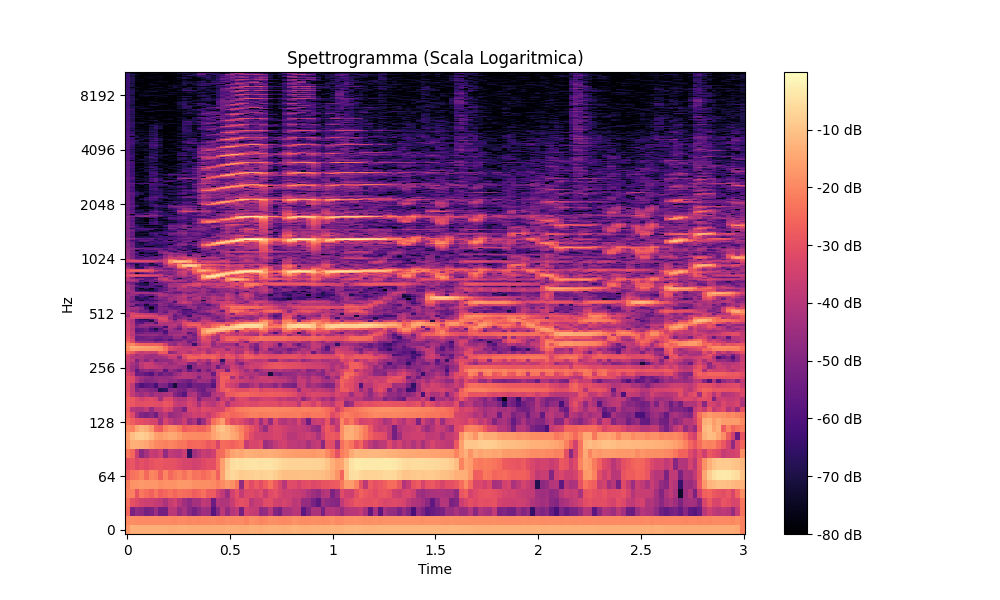 Spettrogramma (Scala Logaritmica)
8192
4096
2048
1024
512
256
128
64
0
Hz
0 0.5 1 1.5 2 2.5 3
Time
-10 dB
-20 dB
-30 dB
-40 dB
-50 dB
-60 dB
-70 dB
-80 dB